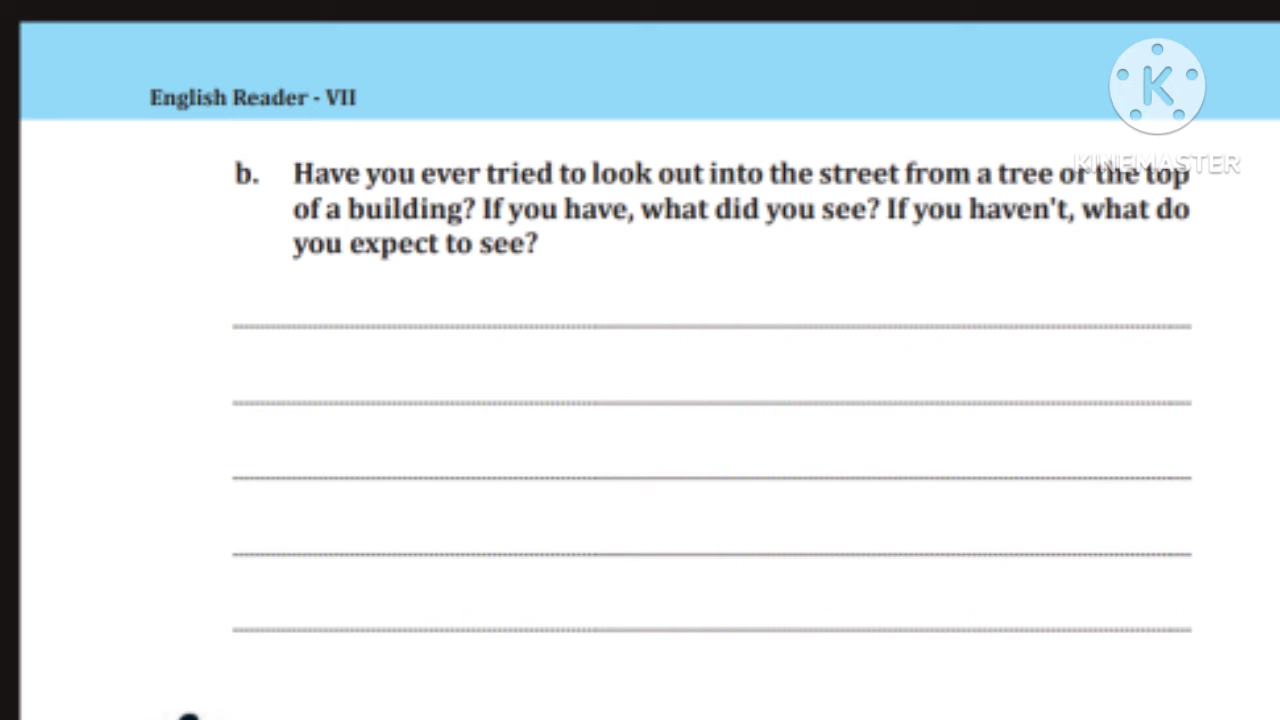 English Reader - VII
K
KINEMASTER
b. Have you ever tried to look out into the street from a tree or the top
of a building? If you have, what did you see? If you haven't, what do
you expect to see?